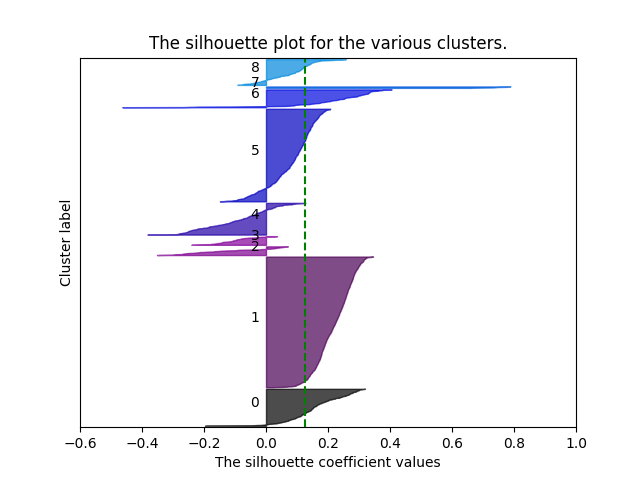 The silhouette plot for the various clusters.
8
7
6
5
4
3
2
1
0
Cluster label
−0.6 −0.4 −0.2 0.0 0.2 0.4 0.6 0.8 1.0
The silhouette coefficient values